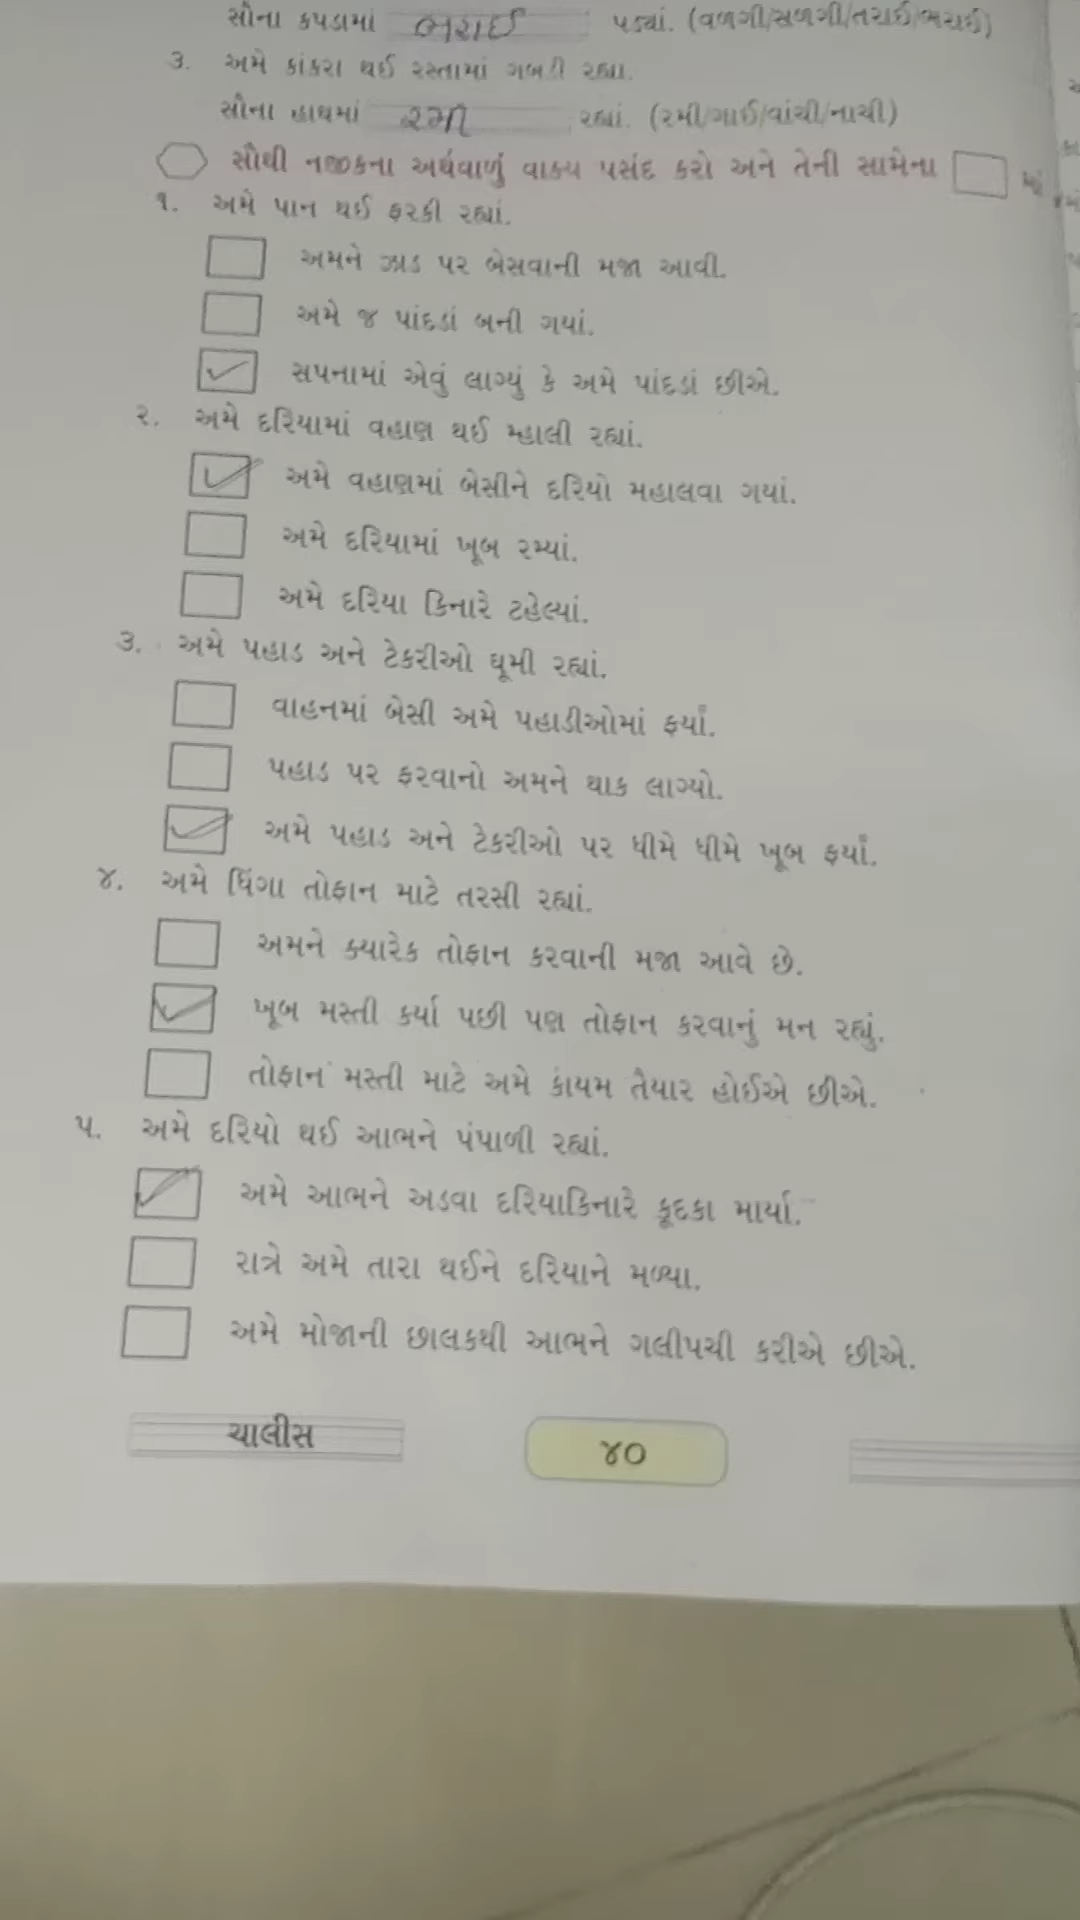 સૌના કપડામાં ભરાઈ પડ્યાં. (વળગી/સળગી/તરાઈ/ભરાઈ)
૩. અમે કાંકરા થઈ રસ્તામાં ગબડી રહ્યા.
સૌના હાથમાં રમી રહ્યાં. (રમી/ગાઈ/વાંચી/નાચી)
સૌથી નજીકના અર્થવાળું વાક્ય પસંદ કરો અને તેની સામેના માં
૧. અમે પાન થઈ ફરકી રહ્યાં.
અમને ઝાડ પર બેસવાની મજા આવી.
અમે જ પાંદડાં બની ગયાં.
✓ સપનામાં એવું લાગ્યું કે અમે પાંદડાં છીએ.
૨. અમે દરિયામાં વહાણ થઈ મ્હાલી રહ્યાં.
✓ અમે વહાણમાં બેસીને દરિયો મહાલવા ગયાં.
અમે દરિયામાં ખૂબ રમ્યાં.
અમે દરિયા કિનારે ટહેલ્યાં.
૩. અમે પહાડ અને ટેકરીઓ ઘૂમી રહ્યાં.
વાહનમાં બેસી અમે પહાડીઓમાં ફર્યાં.
પહાડ પર ફરવાનો અમને થાક લાગ્યો.
✓ અમે પહાડ અને ટેકરીઓ પર ધીમે ધીમે ખૂબ ફર્યાં.
૪. અમે ધિંગા તોફાન માટે તરસી રહ્યાં.
અમને ક્યારેક તોફાન કરવાની મજા આવે છે.
✓ ખૂબ મસ્તી કર્યા પછી પણ તોફાન કરવાનું મન રહ્યું.
તોફાન મસ્તી માટે અમે કાયમ તૈયાર હોઈએ છીએ.
૫. અમે દરિયો થઈ આભને પંપાળી રહ્યાં.
✓ અમે આભને અડવા દરિયાકિનારે કૂદકા માર્યા.
રાત્રે અમે તારા થઈને દરિયાને મળ્યા.
અમે મોજાની છાલકથી આભને ગલીપચી કરીએ છીએ.
ચાલીસ
૪૦